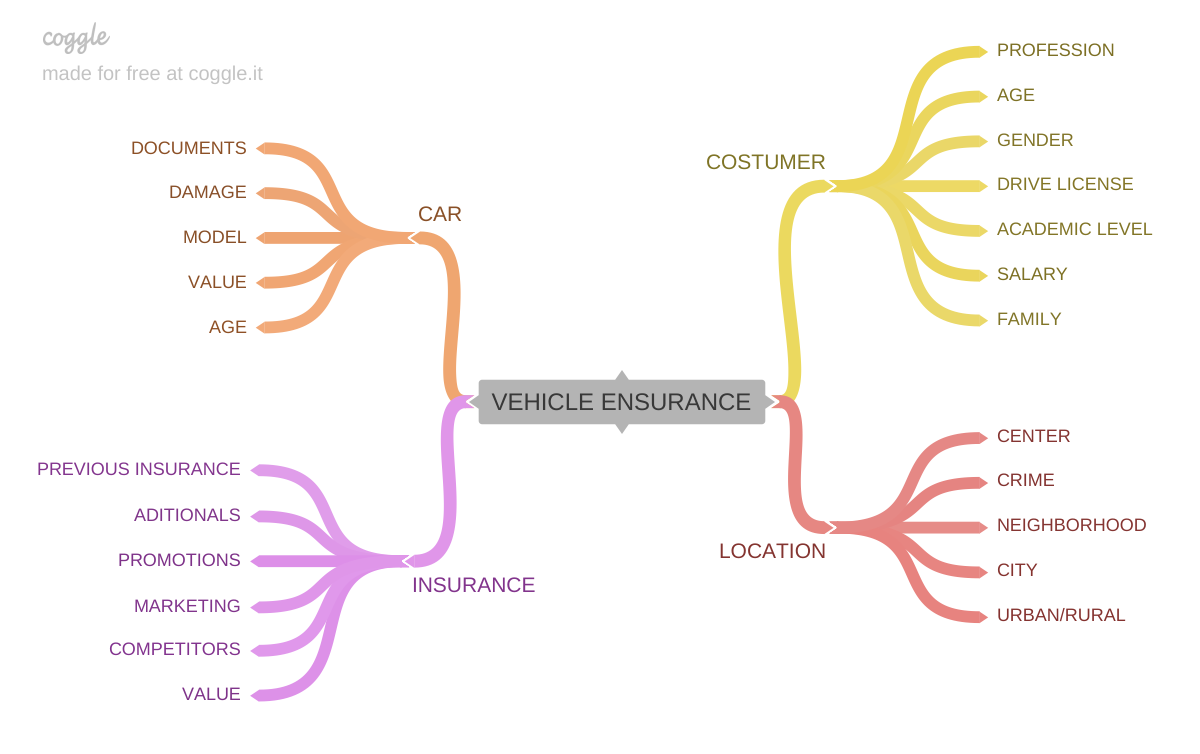 coggle
made for free at coggle.it
VEHICLE ENSURANCE
CAR
DOCUMENTS
DAMAGE
MODEL
VALUE
AGE
INSURANCE
PREVIOUS INSURANCE
ADITIONALS
PROMOTIONS
MARKETING
COMPETITORS
VALUE
COSTUMER
PROFESSION
AGE
GENDER
DRIVE LICENSE
ACADEMIC LEVEL
SALARY
FAMILY
LOCATION
CENTER
CRIME
NEIGHBORHOOD
CITY
URBAN/RURAL